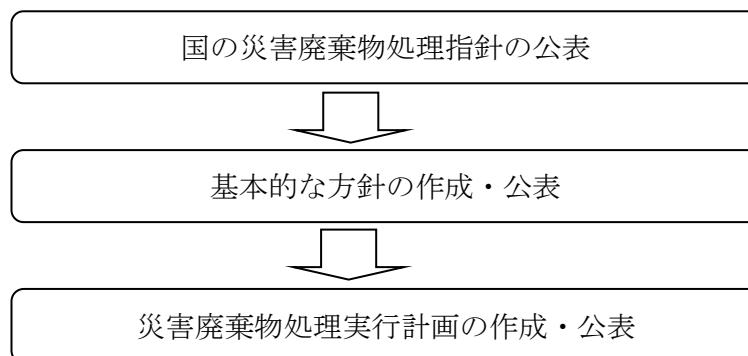 国の災害廃棄物処理指針の公表
基本的な方針の作成・公表
災害廃棄物処理実行計画の作成・公表